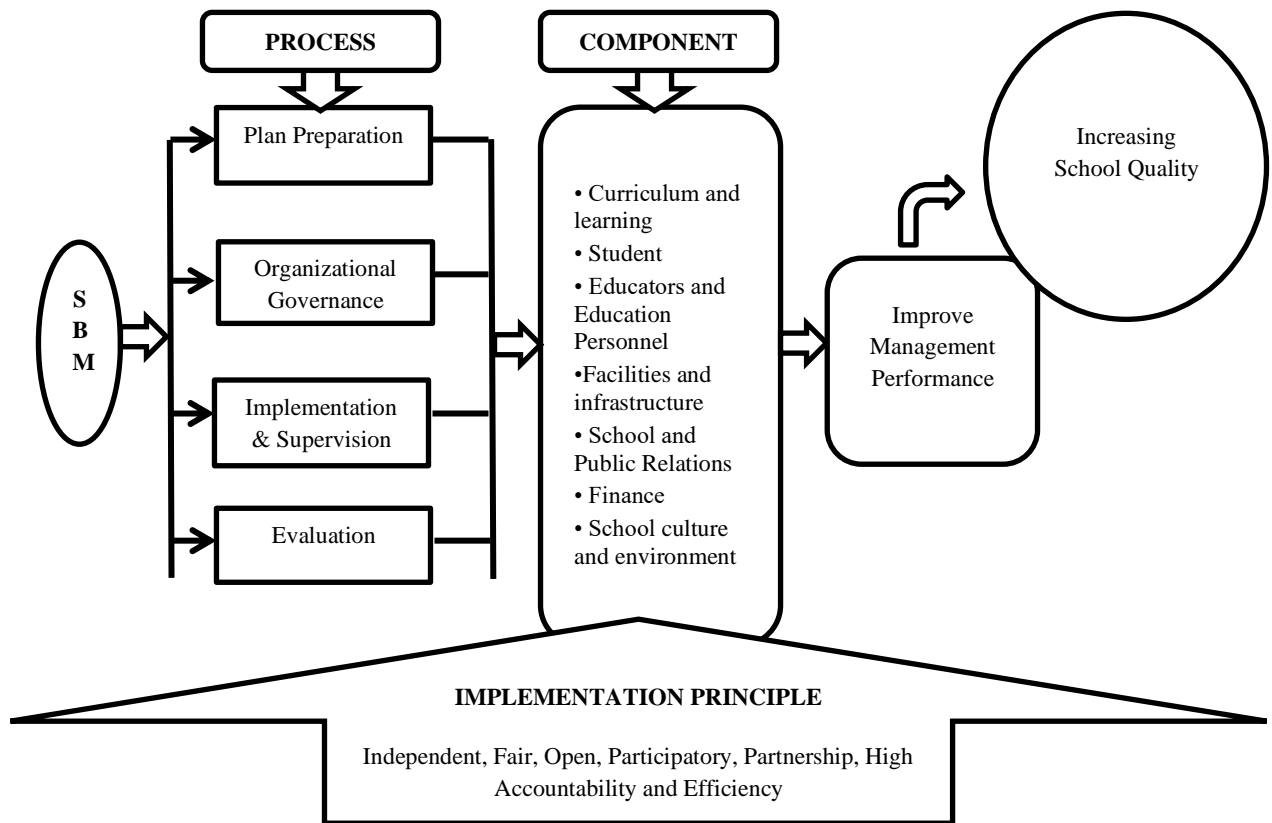 PROCESS
COMPONENT
Plan Preparation
Organizational
Governance
Implementation
& Supervision
Evaluation
S
B
M
• Curriculum and
learning
• Student
• Educators and
Education
Personnel
•Facilities and
infrastructure
• School and
Public Relations
• Finance
• School culture
and environment
Improve
Management
Performance
Increasing
School Quality
IMPLEMENTATION PRINCIPLE
Independent, Fair, Open, Participatory, Partnership, High
Accountability and Efficiency